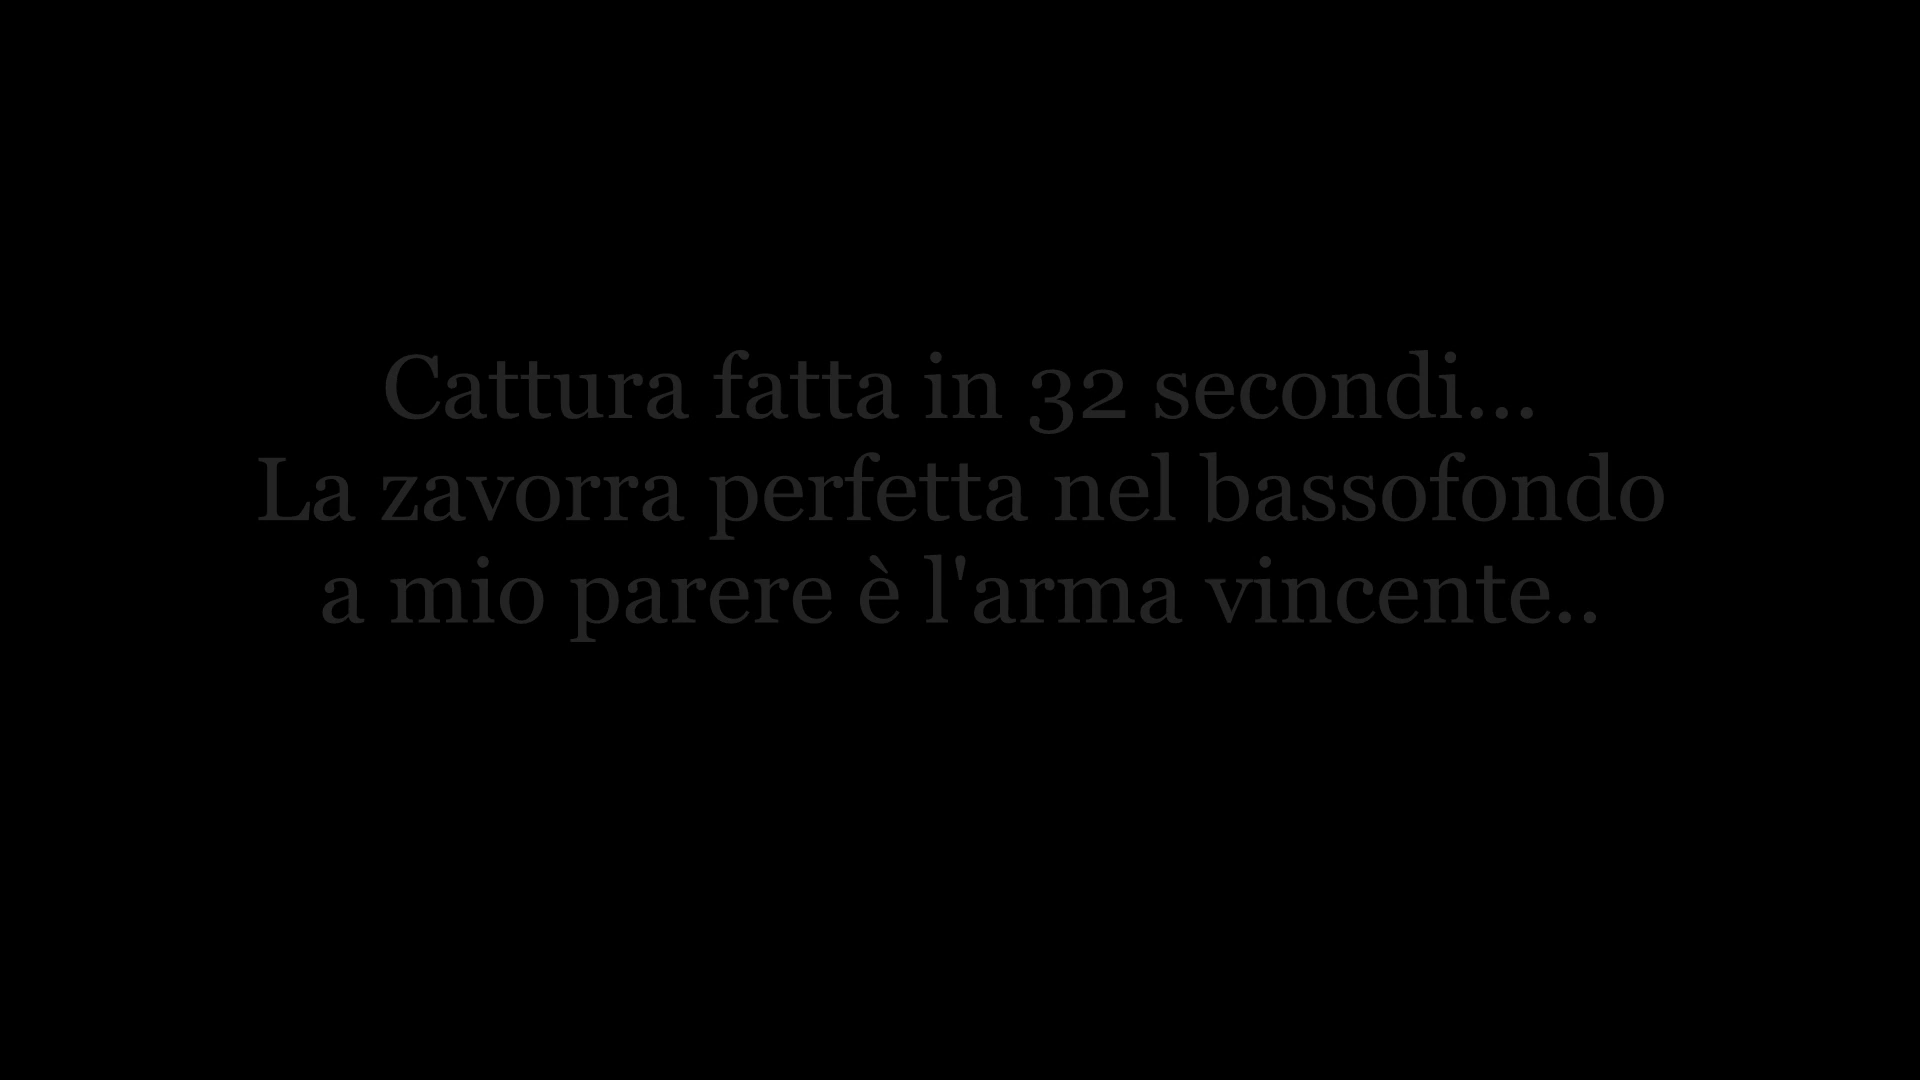 Cattura fatta in 32 secondi...
La zavorra perfetta nel bassofondo
a mio parere è l'arma vincente..